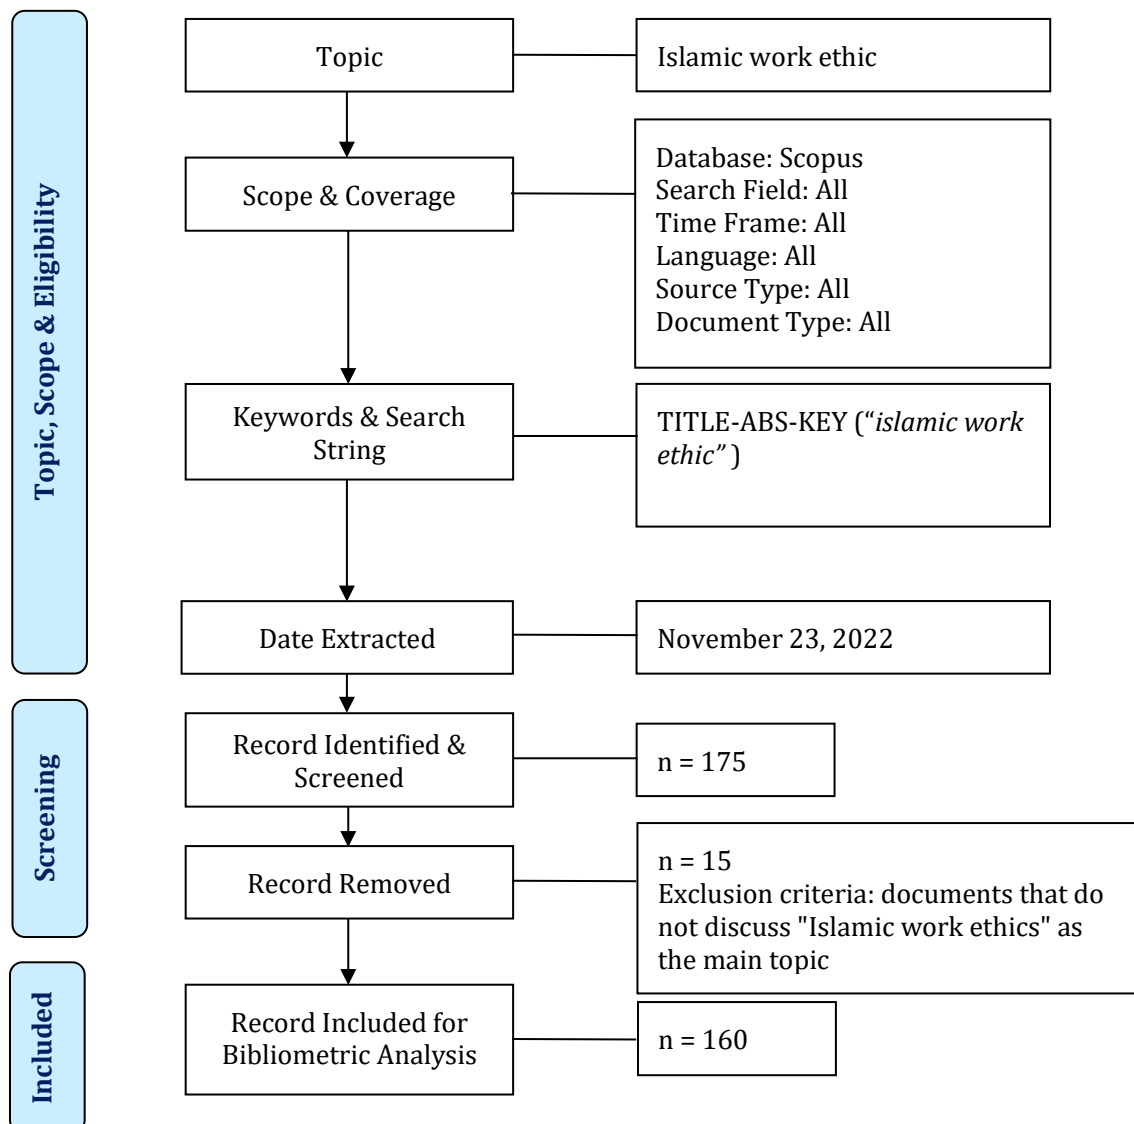 Topic, Scope & Eligibility
Topic
Islamic work ethic
Scope & Coverage
Database: Scopus
Search Field: All
Time Frame: All
Language: All
Source Type: All
Document Type: All
Keywords & Search
String
TITLE-ABS-KEY (“islamic work
ethic” )
Date Extracted
November 23, 2022
Screening
Record Identified &
Screened
n = 175
Record Removed
n = 15
Exclusion criteria: documents that do
not discuss "Islamic work ethics" as
the main topic
Included
Record Included for
Bibliometric Analysis
n = 160